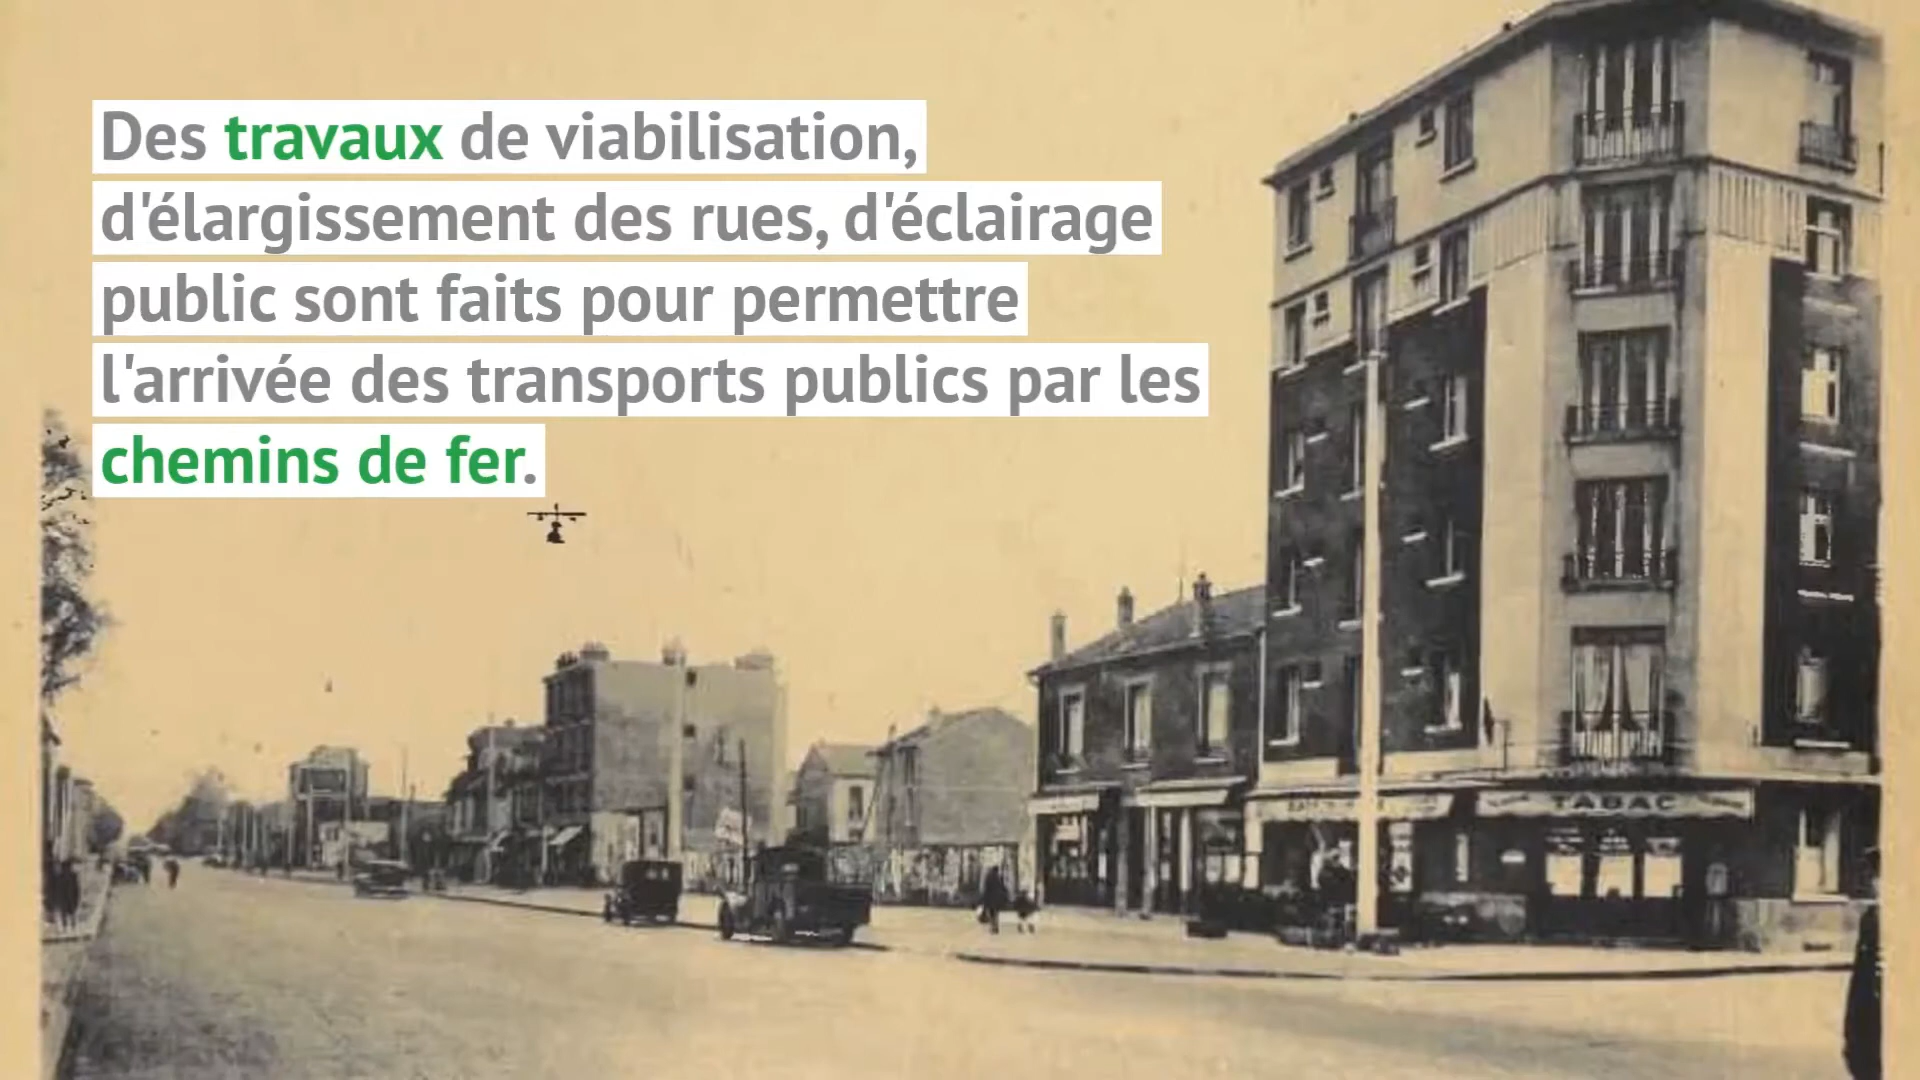 Des travaux de viabilisation,
d'élargissement des rues, d'éclairage
public sont faits pour permettre
l'arrivée des transports publics par les
chemins de fer.
TABAC